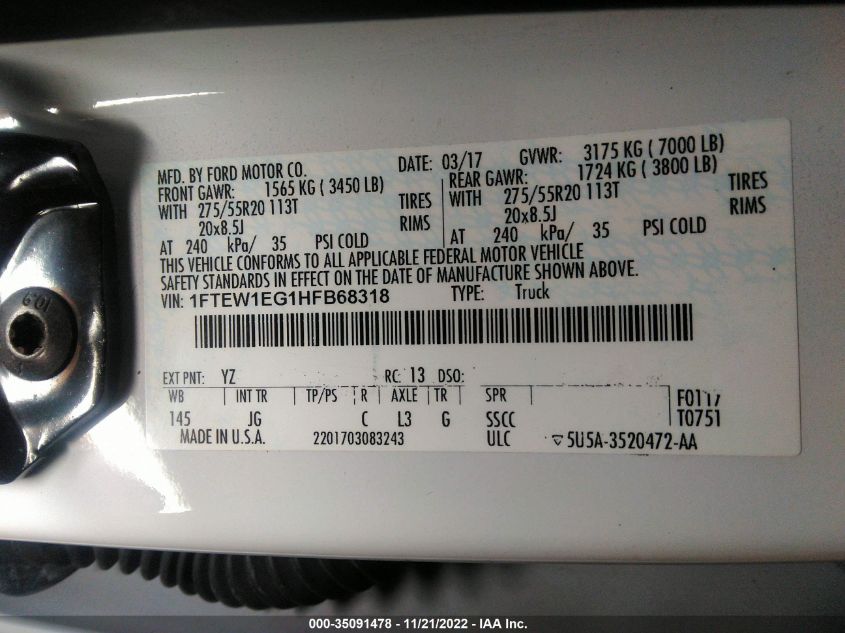 MFD. BY FORD MOTOR CO. DATE: 03/17 GVWR: 3175 KG ( 7000 LB)
FRONT GAWR: 1565 KG ( 3450 LB) REAR GAWR: 1724 KG ( 3800 LB)
WITH 275/55R20 113T TIRES WITH 275/55R20 113T TIRES
20x8.5J RIMS 20x8.5J RIMS
AT 240 kPa/ 35 PSI COLD AT 240 kPa/ 35 PSI COLD
THIS VEHICLE CONFORMS TO ALL APPLICABLE FEDERAL MOTOR VEHICLE
SAFETY STANDARDS IN EFFECT ON THE DATE OF MANUFACTURE SHOWN ABOVE.
VIN: 1FTEW1EG1HFB68318 TYPE: Truck
EXT PNT: YZ RC: 13 DSO:
WB INT TR TP/PS R AXLE TR SPR F0117
145 JG C L3 G SSCC T0751
MADE IN U.S.A. 2201703083243 ULC ▽5U5A-3520472-AA
10.9
000-35091478 - 11/21/2022 - IAA Inc.